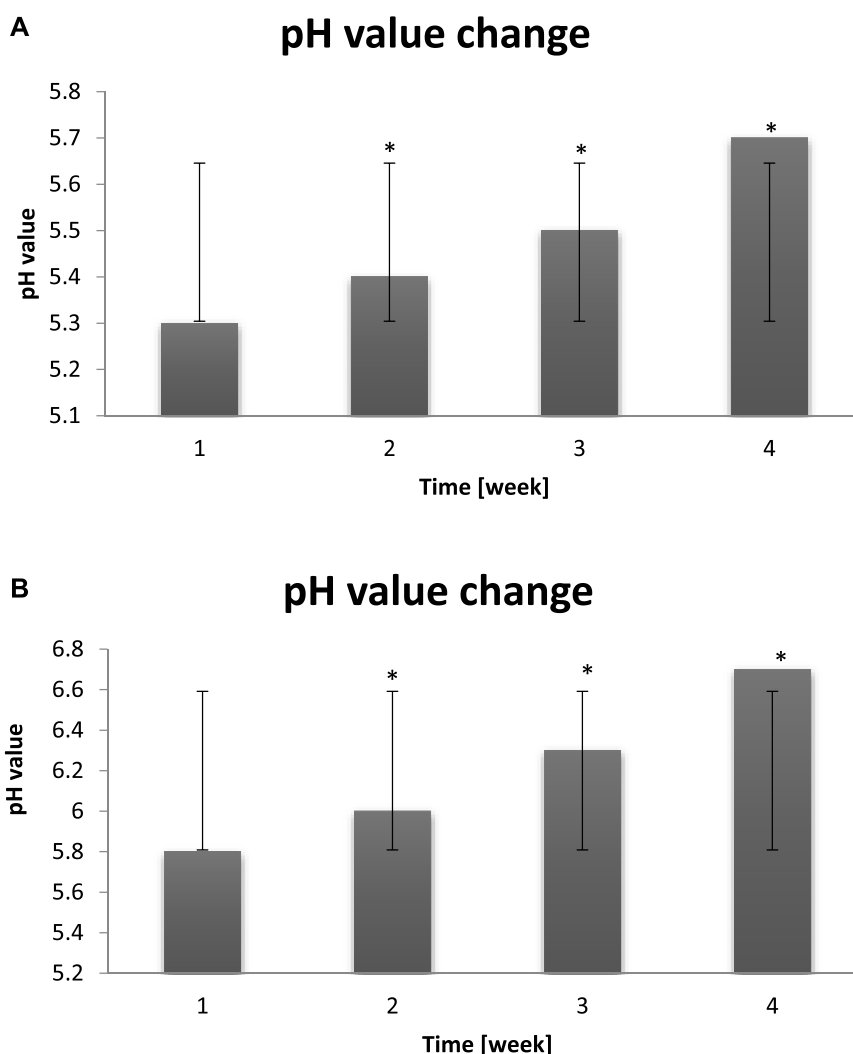 A
pH value change
5.8
5.7
5.6
5.5
5.4
5.3
5.2
5.1
pH value
* * *
1 2 3 4
Time [week]
B
pH value change
6.8
6.6
6.4
6.2
6
5.8
5.6
5.4
5.2
pH value
* * *
1 2 3 4
Time [week]